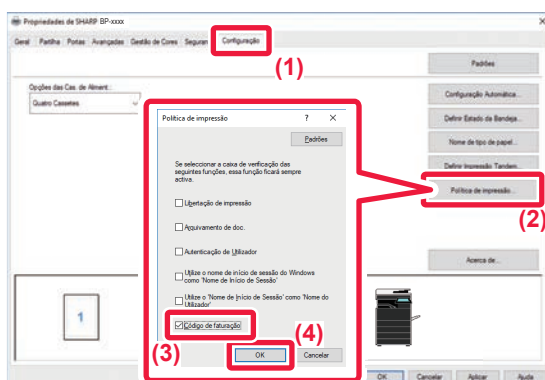 Propriedades de SHARP BP-xxxx
Geral Partilha Portas Avançadas Gestão de Cores Seguran Configuração
(1)
Padrões
Opções das Cas. de Aliment.:
Quatro Cassetes
Configuração Automática...
Definir Estado da Bandeja...
Nome de tipo de papel...
Definir Impressão Tandem...
Política de impressão...
(2)
Acerca de...
Política de impressão ? ×
Padrões
Se seleccionar a caixa de verificação das
seguintes funções, essa função ficará sempre
activa.
Libertação de impressão
Arquivamento de doc.
Autenticação de Utilizador
Utilize o nome de início de sessão do Windows
como 'Nome de Início de Sessão'
Utilize o 'Nome de Início de Sessão' como 'Nome do
Utilizador'
Código de faturação
(3)
(4)
OK Cancelar
1
OK Cancelar Aplicar Ajuda